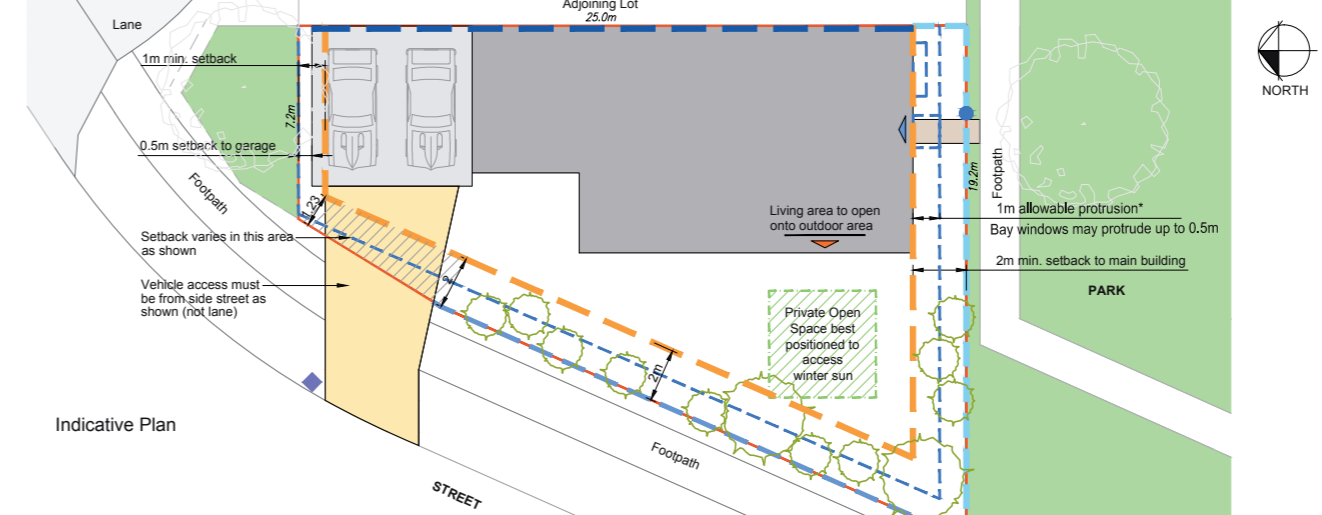 Adjoining Lot
25.0m
Lane
1m min. setback
7.2m
0.5m setback to garage
Footpath
1.23
Setback varies in this area
as shown
Vehicle access must
be from side street as
shown (not lane)
2
Living area to open
onto outdoor area
Private Open
Space best
positioned to
access
winter sun
2m
Footpath
STREET
Indicative Plan
19.2m
Footpath
1m allowable protrusion*
Bay windows may protrude up to 0.5m
2m min. setback to main building
PARK
NORTH